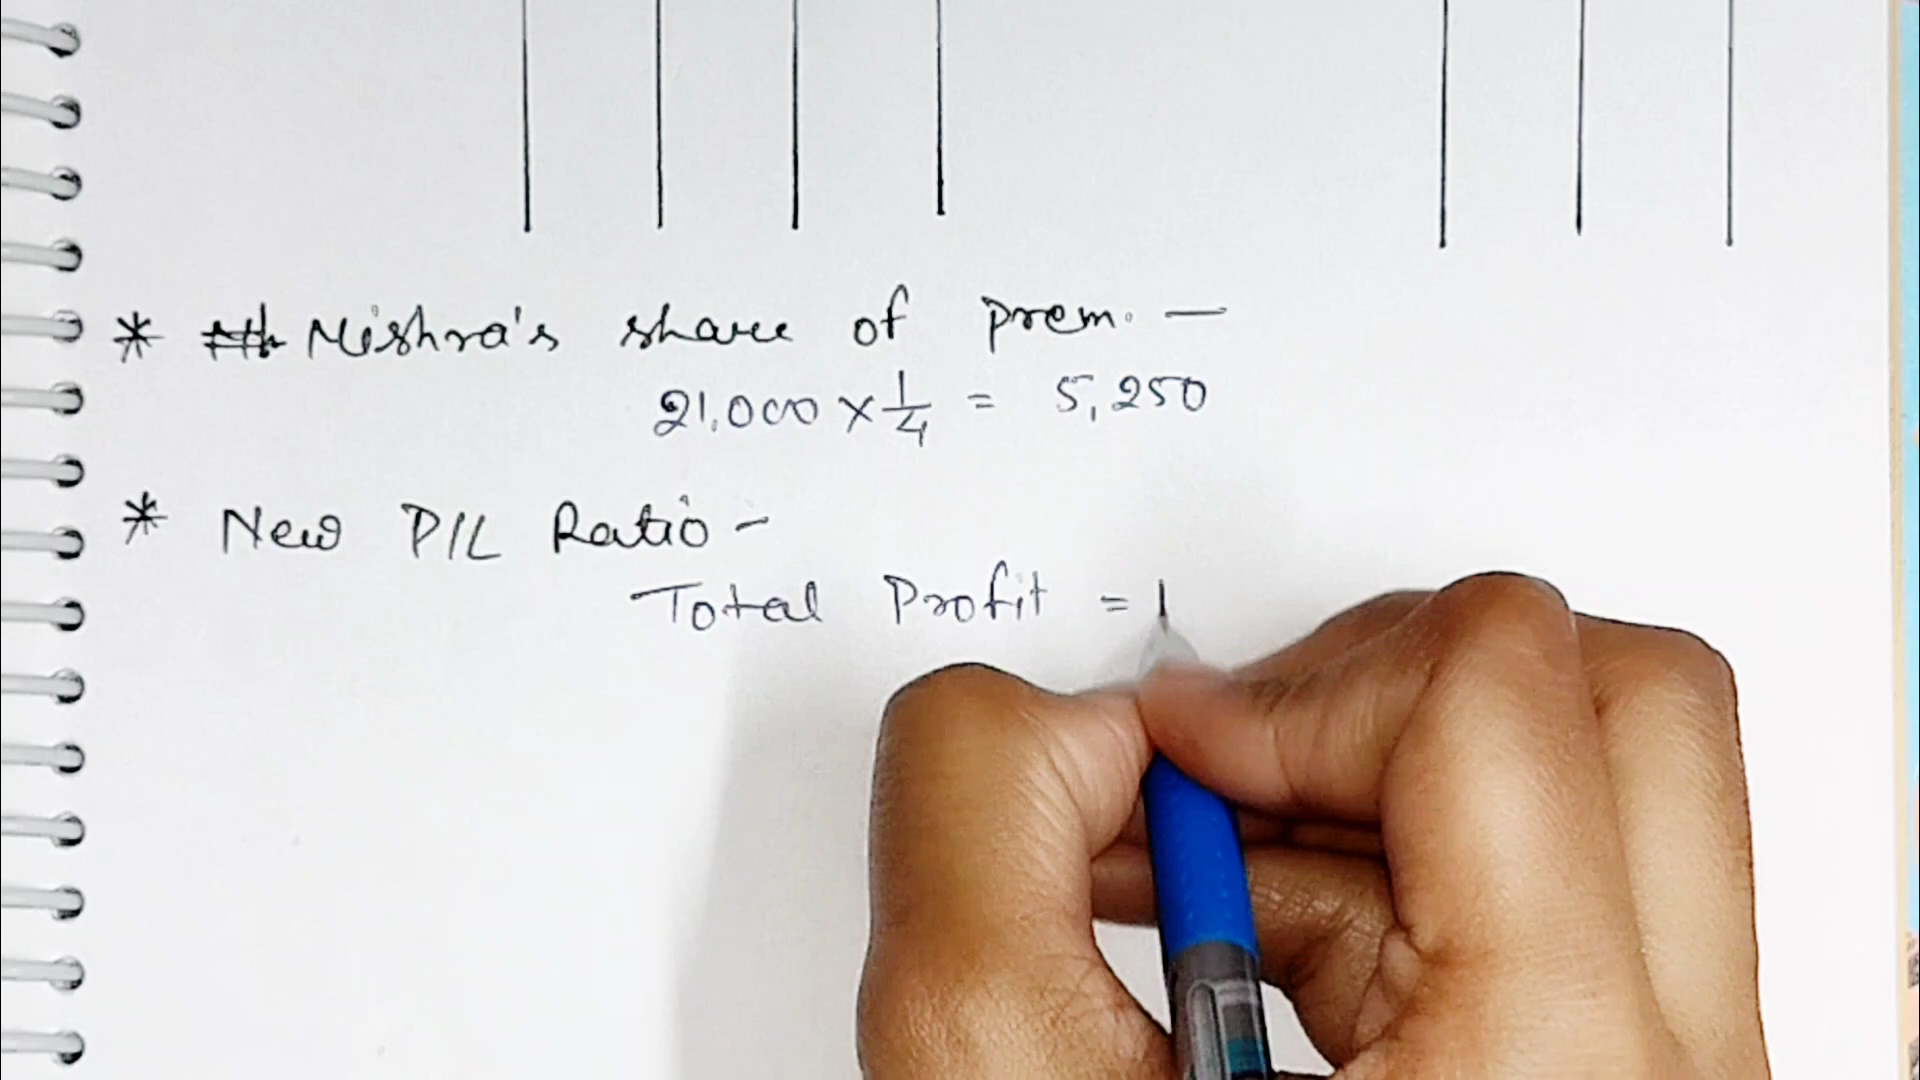 * Mishra's share of prem. —
21,000 × 1/4 = 5,250
* New P/L Ratio -
Total Profit = 1